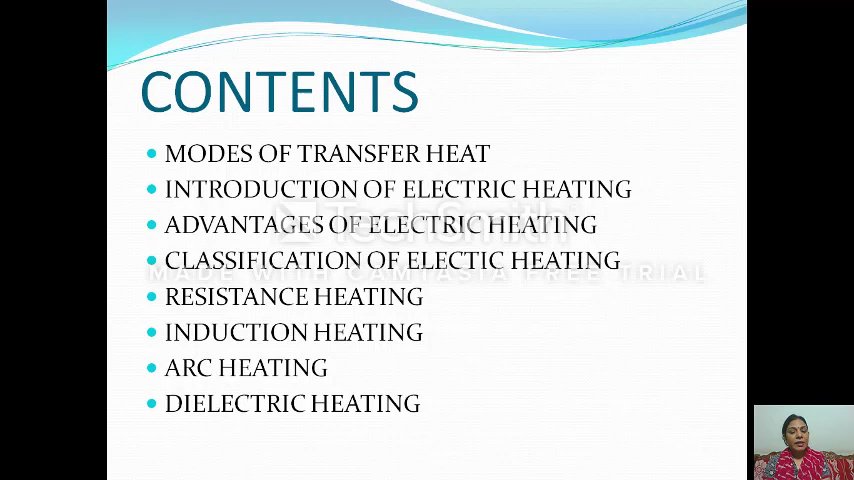 CONTENTS
MODES OF TRANSFER HEAT
INTRODUCTION OF ELECTRIC HEATING
ADVANTAGES OF ELECTRIC HEATING
TechSmith
CLASSIFICATION OF ELECTIC HEATING
MADE WITH CAMTASIA FREE TRIAL
RESISTANCE HEATING
INDUCTION HEATING
ARC HEATING
DIELECTRIC HEATING